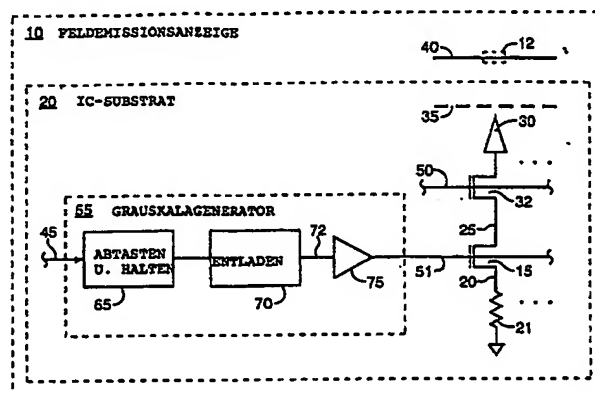 10 FELDEMISSIONSANZEIGE
40
12
20 IC-SUBSTRAT
35
30
50
32
55 GRAUSKALAGENERATOR
25
45
ABTASTEN
U. HALTEN
ENTLADEN
72
65
70
75
51
15
20
21